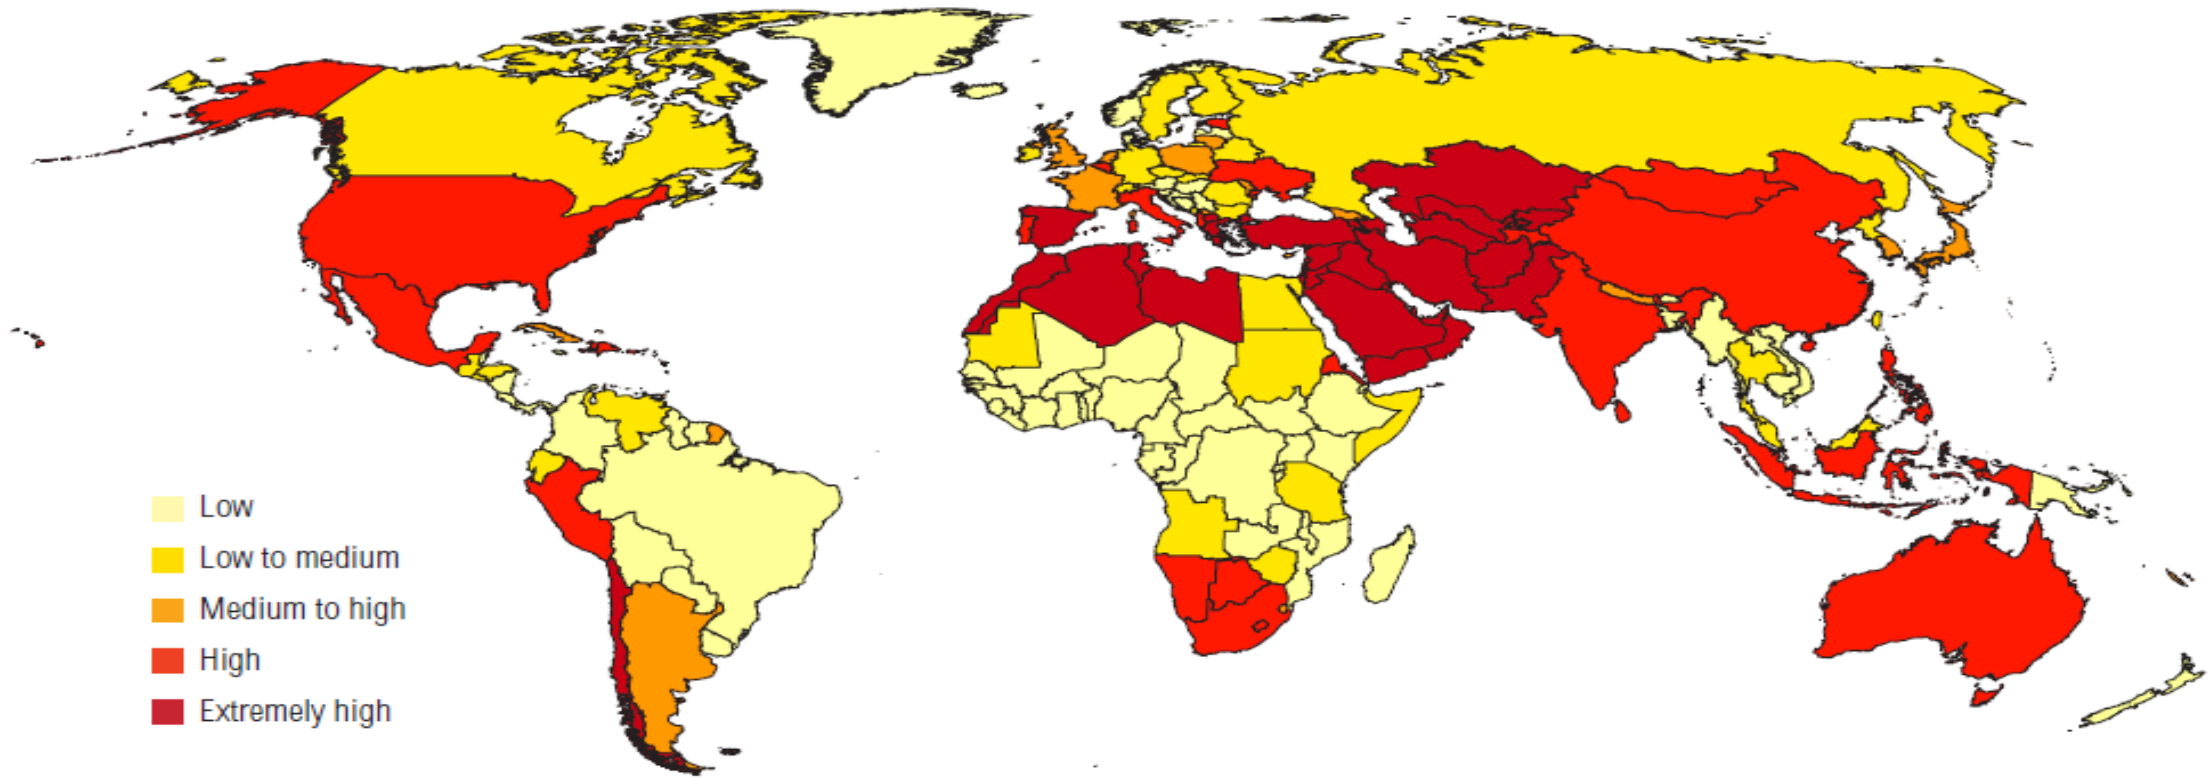 Low
Low to medium
Medium to high
High
Extremely high